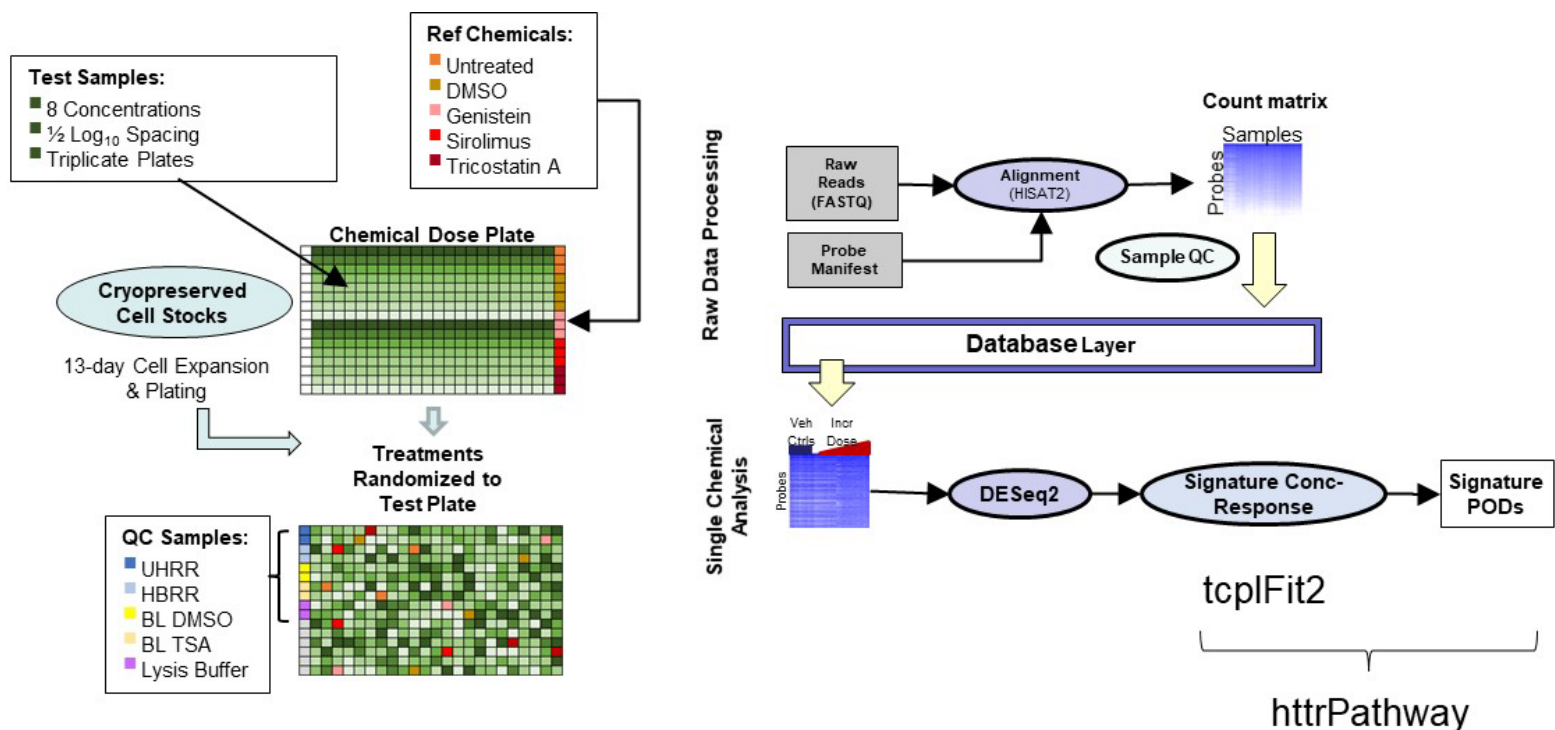 Test Samples:
8 Concentrations
½ Log10 Spacing
Triplicate Plates
Ref Chemicals:
Untreated
DMSO
Genistein
Sirolimus
Tricostatin A
Chemical Dose Plate
Cryopreserved
Cell Stocks
13-day Cell Expansion
& Plating
Treatments
Randomized to
Test Plate
QC Samples:
UHRR
HBRR
BL DMSO
BL TSA
Lysis Buffer
Raw Data Processing
Raw
Reads
(FASTQ)
Probe
Manifest
Alignment
(HISAT2)
Count matrix
Samples
Probes
Sample QC
Database Layer
Single Chemical
Analysis
Veh
Ctrls
Incr
Dose
Probes
DESeq2
Signature Conc-
Response
Signature
PODs
tcplFit2
httrPathway